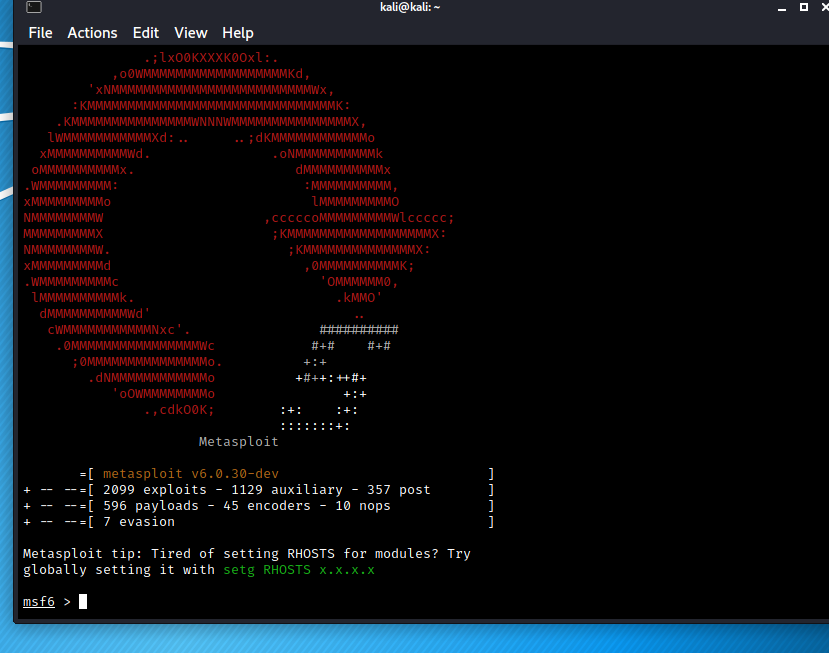 kali@kali: ~
File Actions Edit View Help
.;lxO0KXXXK0Oxl:.
,o0WMMMMMMMMMMMMMMMMMMKd,
'xNMMMMMMMMMMMMMMMMMMMMMMMMMWx,
:KMMMMMMMMMMMMMMMMMMMMMMMMMMMMMMMK:
.KMMMMMMMMMMMMMMMWNNNWMMMMMMMMMMMMMMMX,
lWMMMMMMMMMMMXd:.. ..;dKMMMMMMMMMMMMo
xMMMMMMMMMMWd. .oNMMMMMMMMMMk
oMMMMMMMMMMx. dMMMMMMMMMMx
.WMMMMMMMMM: :MMMMMMMMMM,
xMMMMMMMMMo lMMMMMMMMMO
NMMMMMMMMW ,cccccoMMMMMMMMMWlccccc;
MMMMMMMMMX ;KMMMMMMMMMMMMMMMMMMX:
NMMMMMMMMW. ;KMMMMMMMMMMMMMMX:
xMMMMMMMMMd ,0MMMMMMMMMMK;
.WMMMMMMMMMc 'OMMMMMM0,
lMMMMMMMMMMk. .kMMO'
dMMMMMMMMMMWd' ..
cWMMMMMMMMMMMNxc'. ##########
.0MMMMMMMMMMMMMMMMWc #+# #+#
;0MMMMMMMMMMMMMMMo. +:+
.dNMMMMMMMMMMMMo +#++:++#+
'oOWMMMMMMMMo +:+
.,cdkO0K; :+: :+:
:::::::+:
Metasploit
=[ metasploit v6.0.30-dev ]
+ -- --=[ 2099 exploits - 1129 auxiliary - 357 post ]
+ -- --=[ 596 payloads - 45 encoders - 10 nops ]
+ -- --=[ 7 evasion ]
Metasploit tip: Tired of setting RHOSTS for modules? Try
globally setting it with setg RHOSTS x.x.x.x
msf6 >